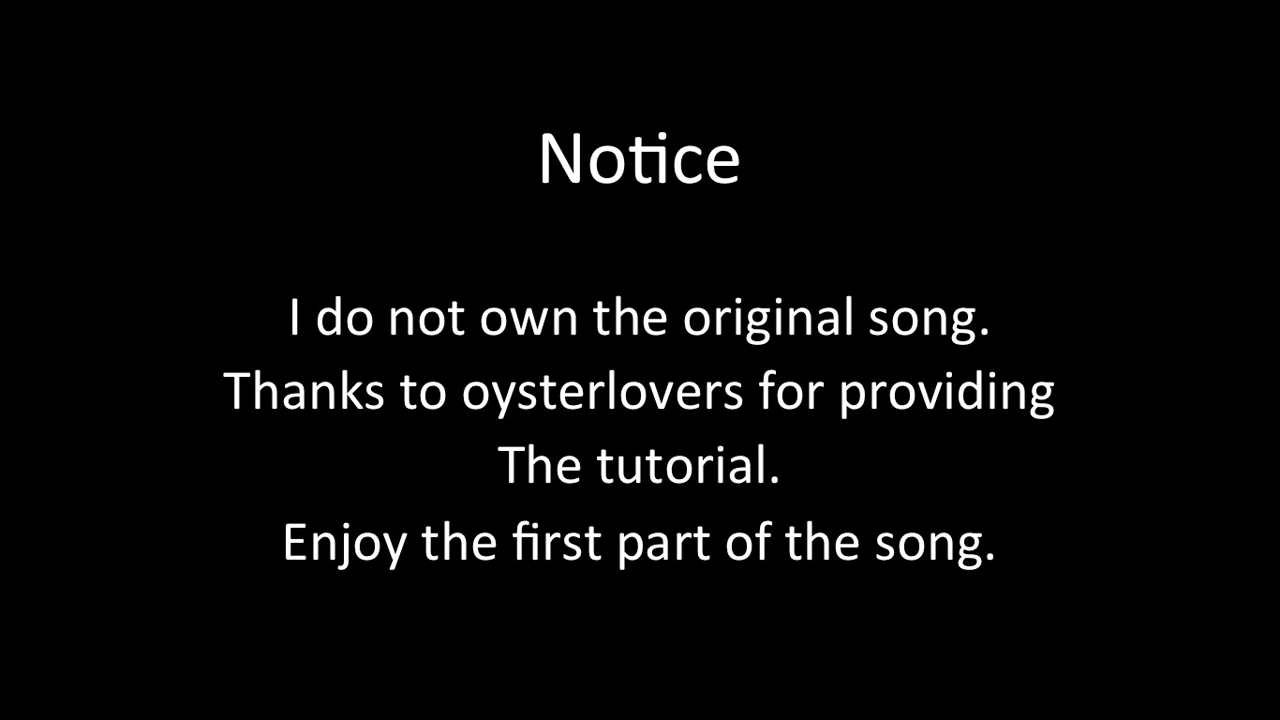 Notice
I do not own the original song.
Thanks to oysterlovers for providing
The tutorial.
Enjoy the first part of the song.